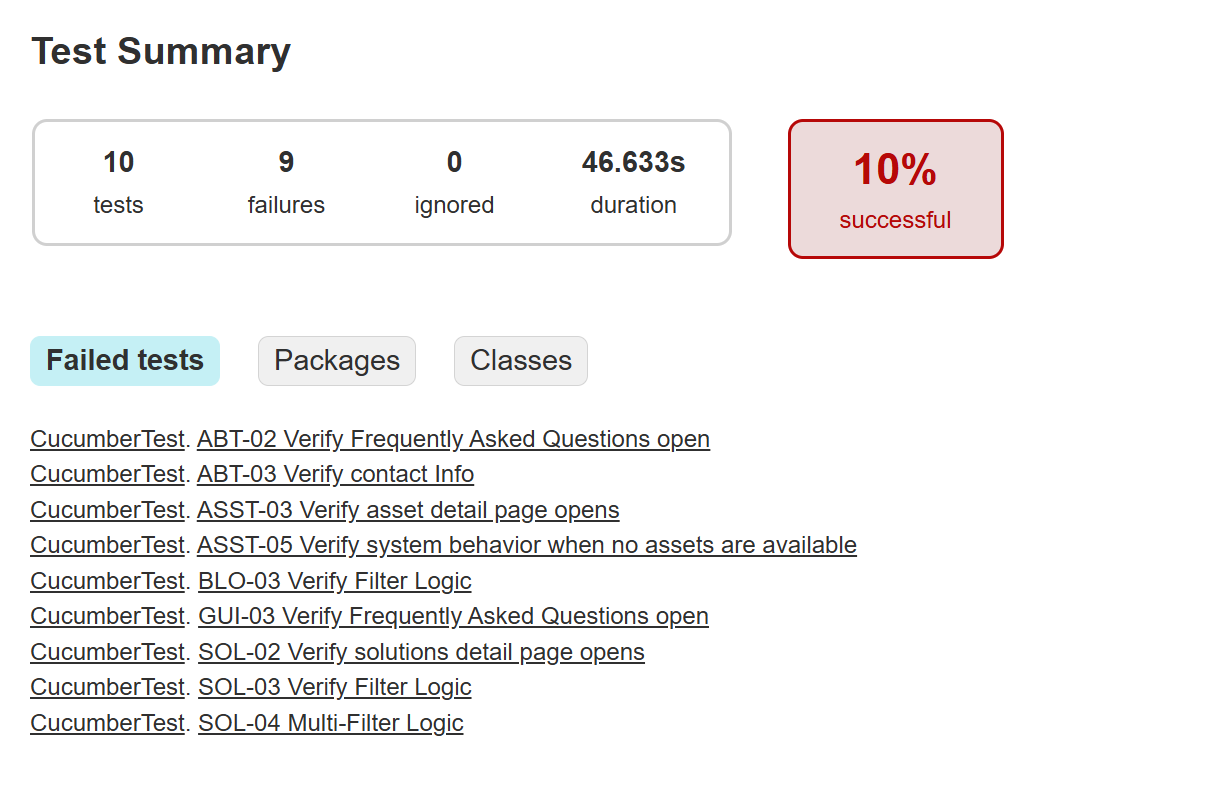 Test Summary
10 9 0 46.633s
tests failures ignored duration
10%
successful
Failed tests Packages Classes
CucumberTest. ABT-02 Verify Frequently Asked Questions open
CucumberTest. ABT-03 Verify contact Info
CucumberTest. ASST-03 Verify asset detail page opens
CucumberTest. ASST-05 Verify system behavior when no assets are available
CucumberTest. BLO-03 Verify Filter Logic
CucumberTest. GUI-03 Verify Frequently Asked Questions open
CucumberTest. SOL-02 Verify solutions detail page opens
CucumberTest. SOL-03 Verify Filter Logic
CucumberTest. SOL-04 Multi-Filter Logic